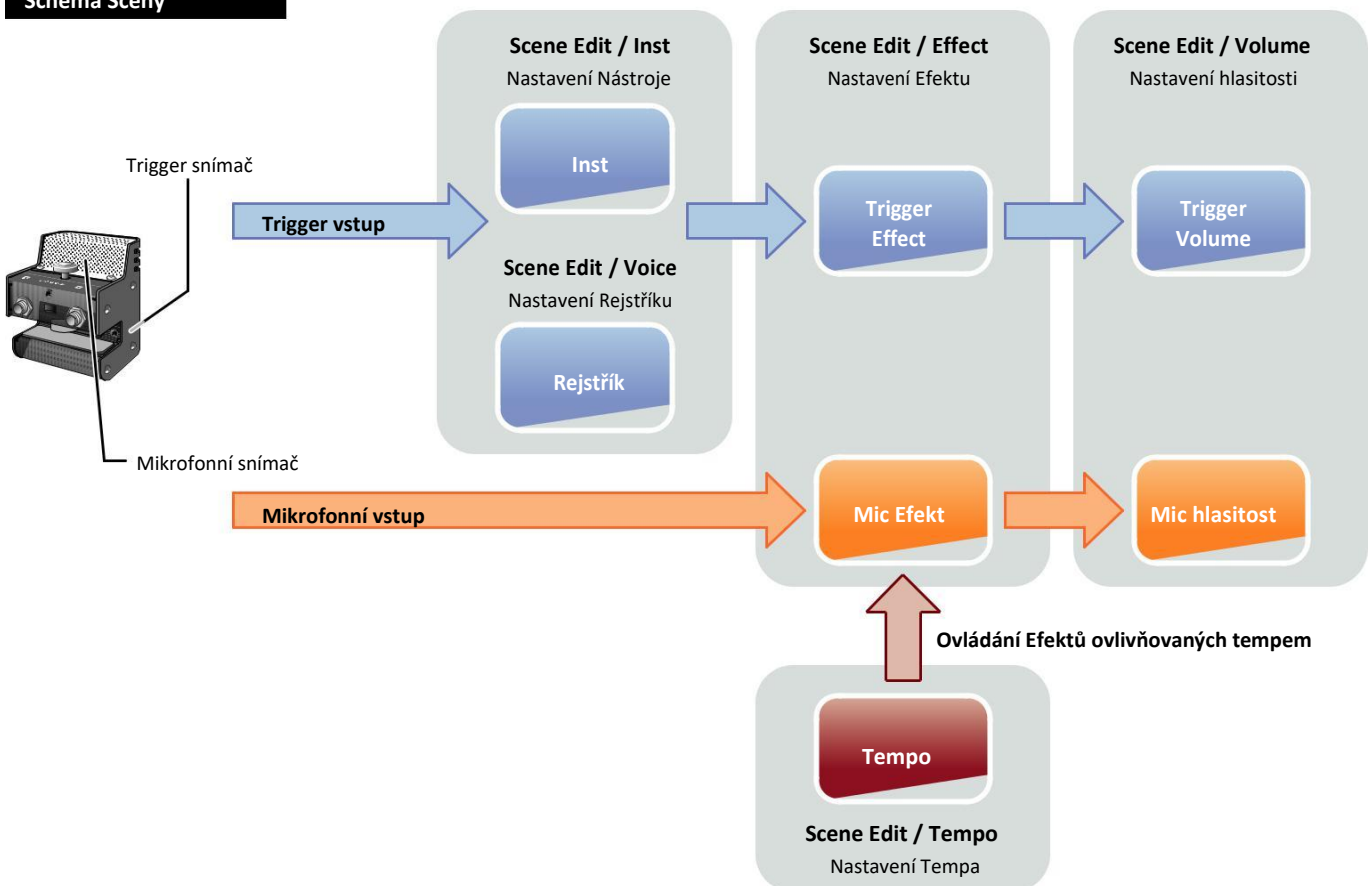 Schéma Scény
Scene Edit / Inst
Nastavení Nástroje
Inst
Scene Edit / Voice
Nastavení Rejstříku
Rejstřík
Scene Edit / Effect
Nastavení Efektu
Trigger
Effect
Mic Efekt
Scene Edit / Volume
Nastavení hlasitosti
Trigger
Volume
Mic hlasitost
Trigger snímač
Trigger vstup
Mikrofonní snímač
Mikrofonní vstup
Ovládání Efektů ovlivňovaných tempem
Tempo
Scene Edit / Tempo
Nastavení Tempa